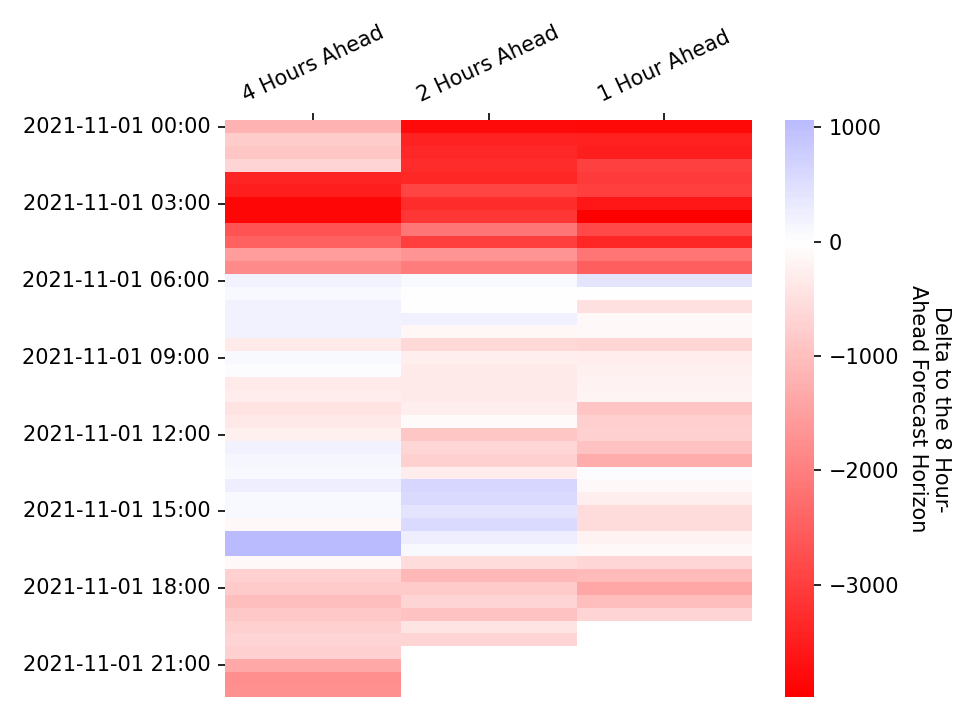 4 Hours Ahead
2 Hours Ahead
1 Hour Ahead
2021-11-01 00:00
2021-11-01 03:00
2021-11-01 06:00
2021-11-01 09:00
2021-11-01 12:00
2021-11-01 15:00
2021-11-01 18:00
2021-11-01 21:00
1000
0
−1000
−2000
−3000
Delta to the 8 Hour-
Ahead Forecast Horizon